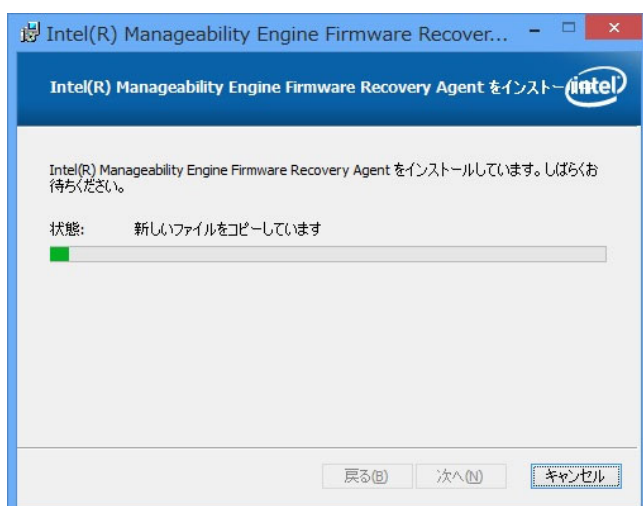 Intel(R) Manageability Engine Firmware Recover...
Intel(R) Manageability Engine Firmware Recovery Agent をインストー
intel
Intel(R) Manageability Engine Firmware Recovery Agent をインストールしています。しばらくお
待ちください。
状態: 新しいファイルをコピーしています
戻る(B) 次へ(N) キャンセル